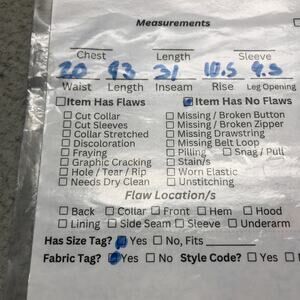 Measurements
Chest Length Sleeve
20 43 31 10.5 9.5
Waist Length Inseam Rise Leg Opening
☐ Item Has Flaws ☑ Item Has No Flaws
☐ Cut Collar ☐ Missing / Broken Button
☐ Cut Sleeves ☐ Missing / Broken Zipper
☐ Collar Stretched ☐ Missing Drawstring
☐ Discoloration ☐ Missing Belt Loop
☐ Fraying ☐ Pilling ☐ Snag / Pull
☐ Graphic Cracking ☐ Stain/s
☐ Hole / Tear / Rip ☐ Worn Elastic
☐ Needs Dry Clean ☐ Unstitching
Flaw Location/s
☐ Back ☐ Collar ☐ Front ☐ Hem ☐ Hood
☐ Lining ☐ Side Seam ☐ Sleeve ☐ Underarm
Has Size Tag? ☑ Yes ☐ No, Fits
Fabric Tag? ☑ Yes ☐ No Style Code? ☐ Yes ☐